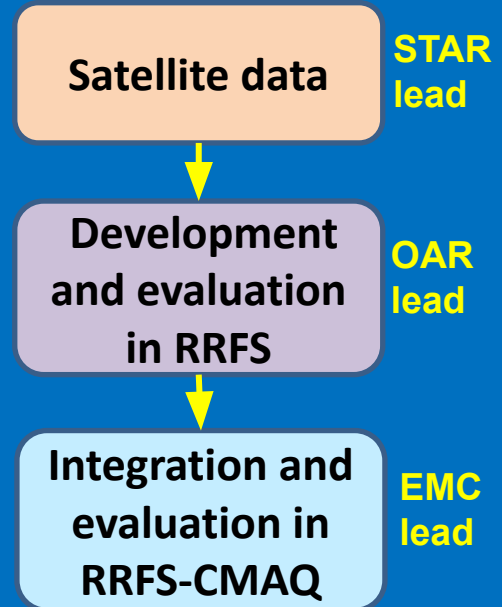 Satellite data
STAR
lead
Development
and evaluation
in RRFS
OAR
lead
Integration and
evaluation in
RRFS-CMAQ
EMC
lead